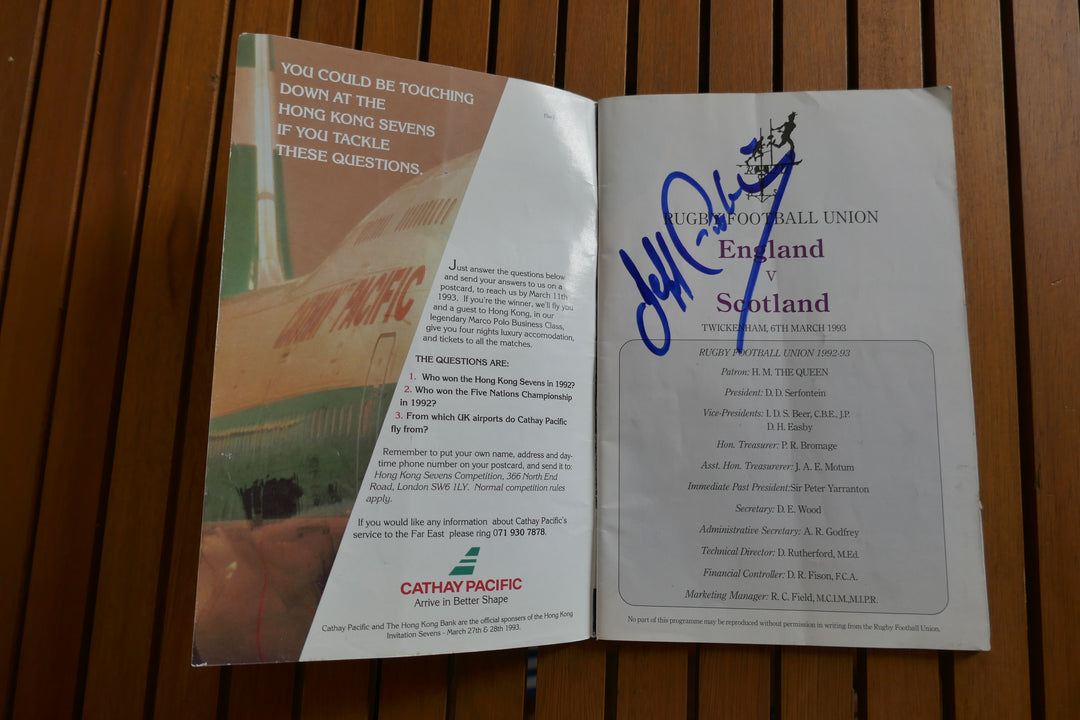 YOU COULD BE TOUCHING
DOWN AT THE
HONG KONG SEVENS
IF YOU TACKLE
THESE QUESTIONS.
PACIFIC
Just answer the questions below
and send your answers to us on a
postcard, to reach us by March 11th
1993. If you're the winner, we'll fly you
and a guest to Hong Kong, in our
legendary Marco Polo Business Class,
give you four nights luxury accomodation,
and tickets to all the matches.
THE QUESTIONS ARE:
1. Who won the Hong Kong Sevens in 1992?
2. Who won the Five Nations Championship
in 1992?
3. From which UK airports do Cathay Pacific
fly from?
Remember to put your own name, address and day-
time phone number on your postcard, and send it to:
Hong Kong Sevens Competition, 366 North End
Road, London SW6 1LY. Normal competition rules
apply.
If you would like any information about Cathay Pacific's
service to the Far East please ring 071 930 7878.
CATHAY PACIFIC
Arrive in Better Shape
Cathay Pacific and The Hong Kong Bank are the official sponsers of the Hong Kong
Invitation Sevens - March 27th & 28th 1993.
Jeff
RUGBY FOOTBALL UNION
England
V
Scotland
TWICKENHAM, 6TH MARCH 1993
RUGBY FOOTBALL UNION 1992-93
Patron: H. M. THE QUEEN
President: D. D. Serfontein
Vice-Presidents: I. D. S. Beer, C.B.E., J.P.
D. H. Easby
Hon. Treasurer: P. R. Bromage
Asst. Hon. Treasurerer: J. A. E. Motum
Immediate Past President:Sir Peter Yarranton
Secretary: D. E. Wood
Administrative Secretary: A. R. Godfrey
Technical Director: D. Rutherford, M.Ed.
Financial Controller: D. R. Fison, F.C.A.
Marketing Manager: R. C. Field, M.C.I.M.,M.I.P.R.
No part of this programme may be reproduced without permission in writing from the Rugby Football Union.